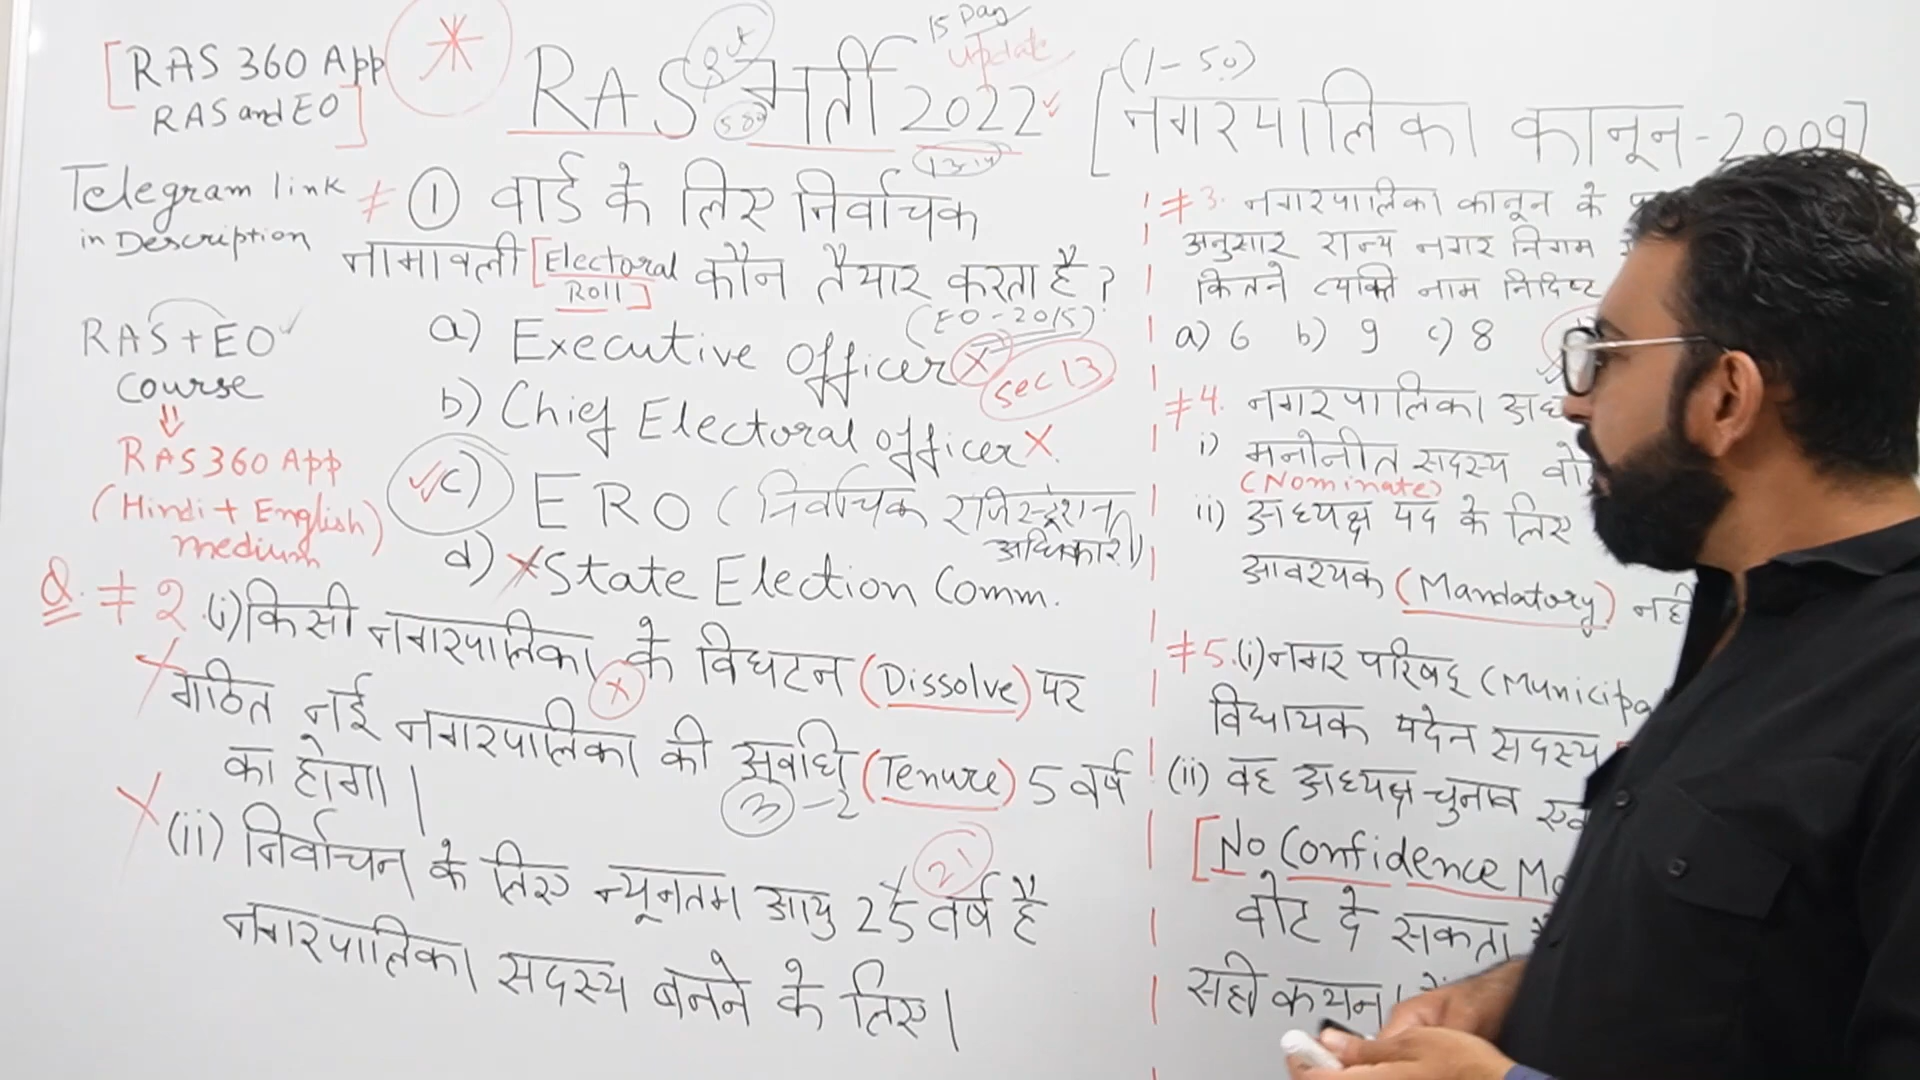 [RAS 360 App
RAS and EO]
RAS भर्ती 2022
15 Day
update
(1-50)
[नगरपालिका कानून-2009]
Telegram link
in Description
RAS+EO
Course
RAS 360 App
(Hindi + English)
medium
# ① वार्ड के लिए निर्वाचक
नामावली [Electoral
Roll] कौन तैयार करता है?
(EO-2015)
a) Executive officer X
Sec 13
b) Chief Electoral officer X
c) ERO (निर्वाचक रजिस्ट्रेशन
अधिकारी)
d) X State Election Comm.
Q. # 2. (i) किसी नगरपालिका के विघटन (Dissolve) पर
गठित नई नगरपालिका की अवधि (Tenure) 5 वर्ष
का होगा।
3-2
(ii) निर्वाचन के लिए न्यूनतम आयु 25 वर्ष है
21
नगरपालिका सदस्य बनने के लिए।
#3. नगरपालिका कानून के
अनुसार राज्य नगर निगम
कितने व्यक्ति नाम निर्दिष्ट
a) 6 b) 9 c) 8
#4. नगरपालिका
i) मनोनीत सदस्य
(Nominate)
ii) अध्यक्ष पद के लिए
आवश्यक (Mandatory)
#5. (i) नगर परिषद् (Municipa
विधायक पदेन सदस्य
(ii) वह अध्यक्ष चुनाव
[No Confidence
वोट दे सकता
सही कथन